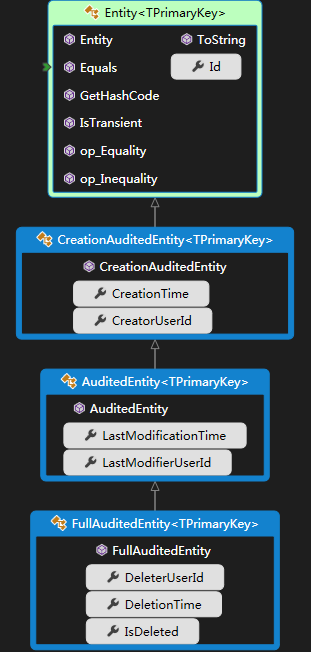 Entity<TPrimaryKey>
Entity ToString
Equals Id
GetHashCode
IsTransient
op_Equality
op_Inequality
CreationAuditedEntity<TPrimaryKey>
CreationAuditedEntity
CreationTime
CreatorUserId
AuditedEntity<TPrimaryKey>
AuditedEntity
LastModificationTime
LastModifierUserId
FullAuditedEntity<TPrimaryKey>
FullAuditedEntity
DeleterUserId
DeletionTime
IsDeleted